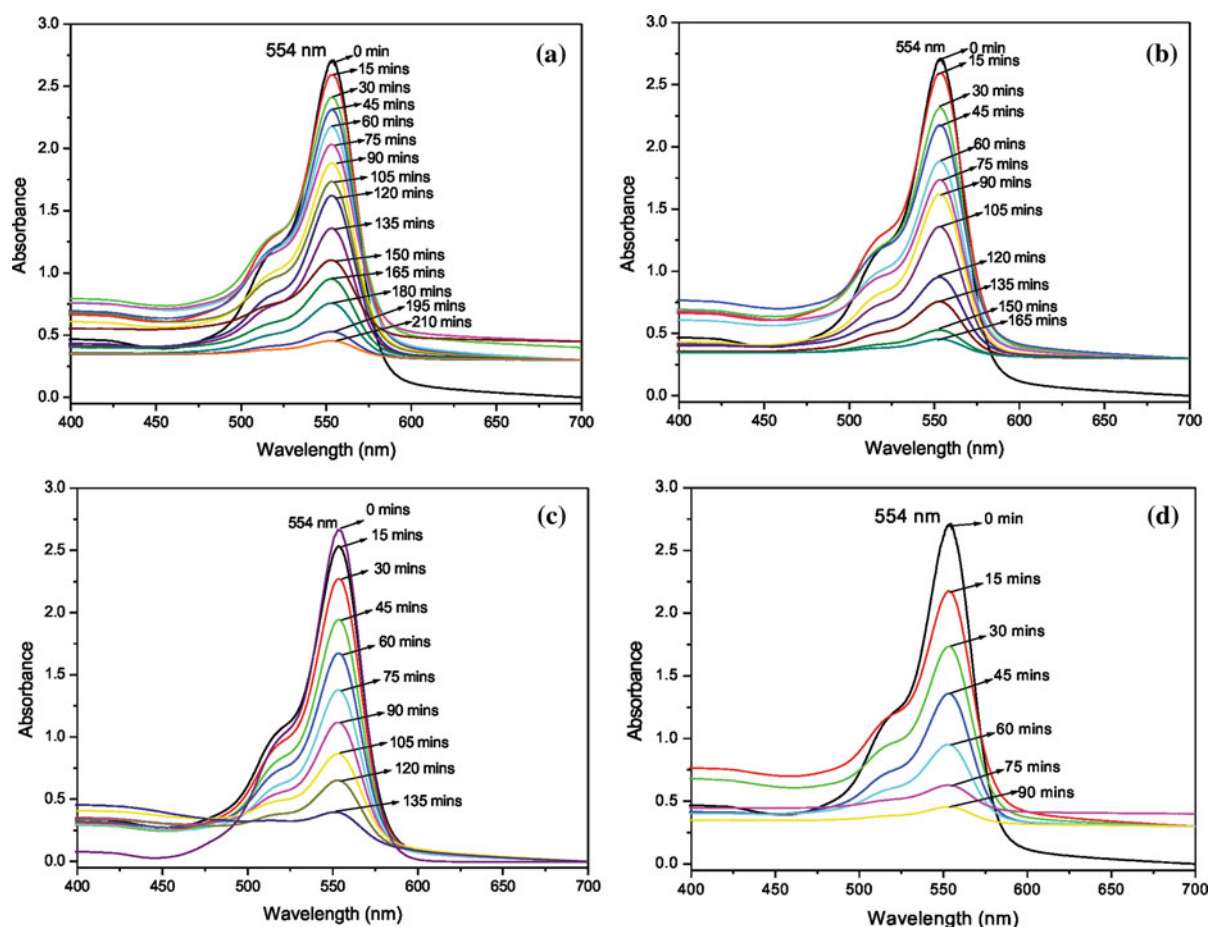 (a)
554 nm
0 min
15 mins
30 mins
45 mins
60 mins
75 mins
90 mins
105 mins
120 mins
135 mins
150 mins
165 mins
180 mins
195 mins
210 mins
3.0
2.5
2.0
1.5
1.0
0.5
0.0
Absorbance
400 450 500 550 600 650 700
Wavelength (nm)
(b)
554 nm
0 min
15 mins
30 mins
45 mins
60 mins
75 mins
90 mins
105 mins
120 mins
135 mins
150 mins
165 mins
3.0
2.5
2.0
1.5
1.0
0.5
0.0
Absorbance
400 450 500 550 600 650 700
Wavelength (nm)
(c)
554 nm
0 mins
15 mins
30 mins
45 mins
60 mins
75 mins
90 mins
105 mins
120 mins
135 mins
3.0
2.5
2.0
1.5
1.0
0.5
0.0
Absorbance
400 450 500 550 600 650 700
Wavelength (nm)
(d)
554 nm
0 min
15 mins
30 mins
45 mins
60 mins
75 mins
90 mins
3.0
2.5
2.0
1.5
1.0
0.5
0.0
Absorbance
400 450 500 550 600 650 700
Wavelength (nm)